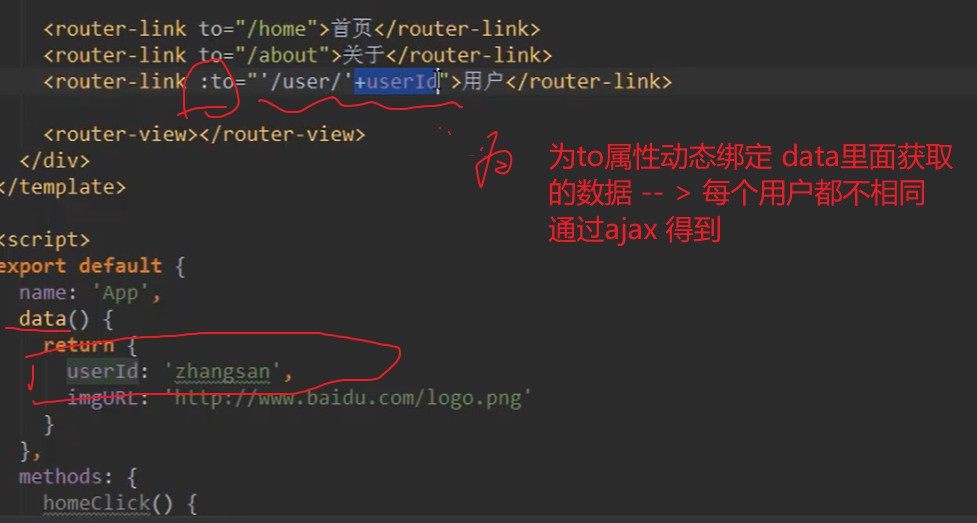 <router-link to="/home">首页</router-link>
<router-link to="/about">关于</router-link>
<router-link :to="'/user/'+userId">用户</router-link>
<router-view></router-view>
</div>
</template>
为to属性动态绑定 data里面获取
的数据 -- > 每个用户都不相同
通过ajax 得到
<script>
export default {
name: 'App',
data() {
return {
userId: 'zhangsan',
imgURL: 'http://www.baidu.com/logo.png'
}
},
methods: {
homeClick() {